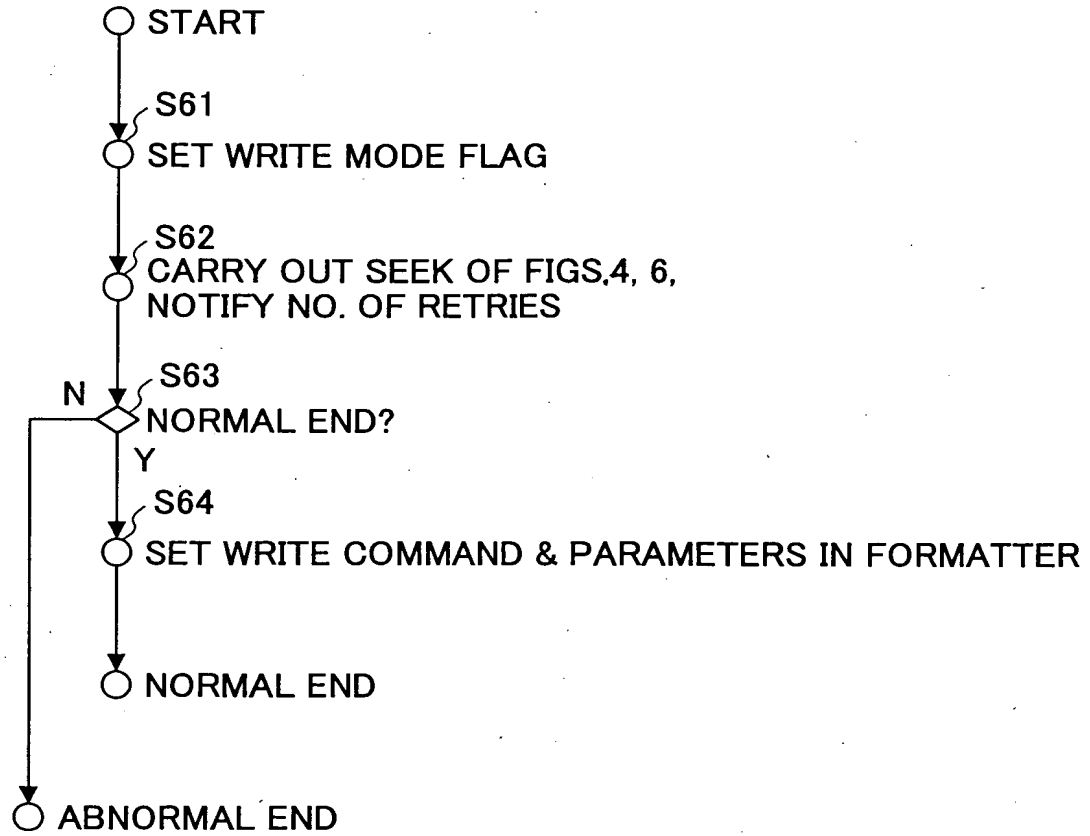 START
S61
SET WRITE MODE FLAG
S62
CARRY OUT SEEK OF FIGS.4, 6,
NOTIFY NO. OF RETRIES
S63
N
NORMAL END?
Y
S64
SET WRITE COMMAND & PARAMETERS IN FORMATTER
NORMAL END
ABNORMAL END